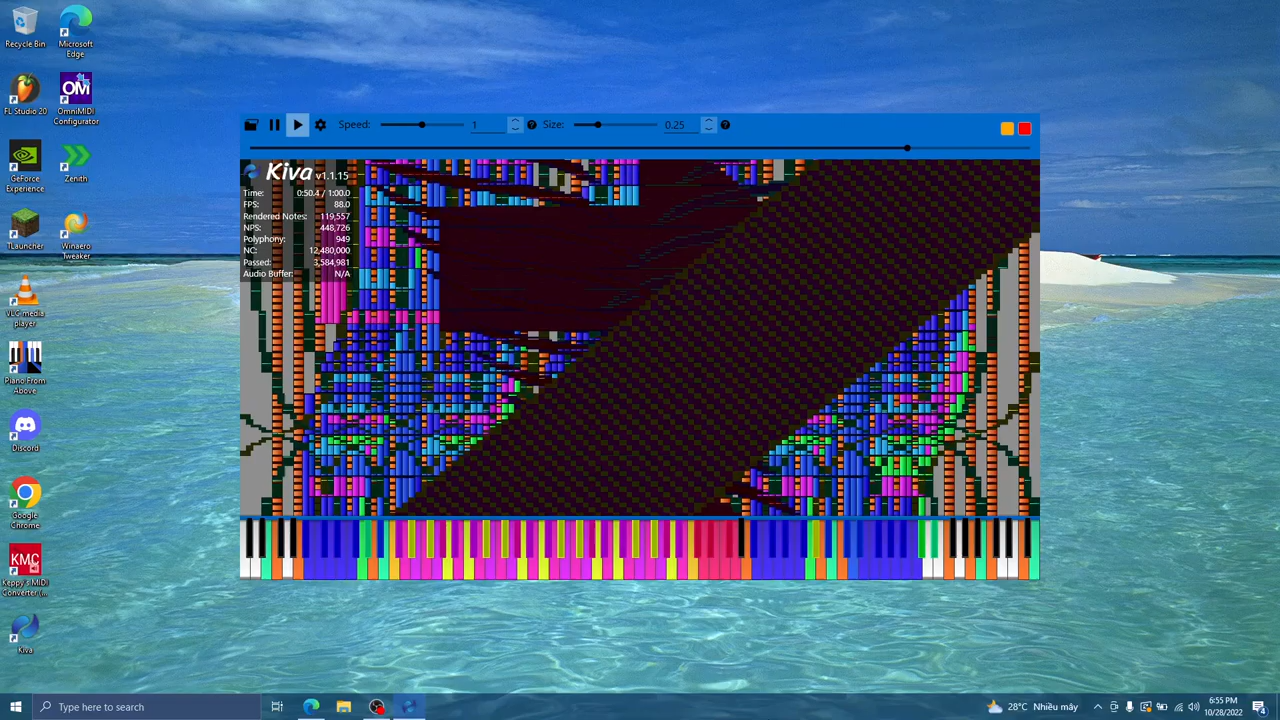 Recycle Bin
Microsoft
Edge
FL Studio 20
OM
OmniMIDI
Configurator
GeForce
Experience
Zenith
TLauncher
Winaero
Tweaker
VLC media
player
Piano From
Above
Discord
Google
Chrome
KMC
Keppy's MIDI
Converter (...
Kiva
Speed:
1
Size:
0.25
Kiva v1.1.15
Time: 0:50.4 / 1:00.0
FPS: 88.0
Rendered Notes: 119,557
NPS: 448,726
Polyphony: 949
NC: 12,480,000
Passed: 3,584,981
Audio Buffer: N/A
Type here to search
28°C Nhiều mây
6:55 PM
10/28/2022
4